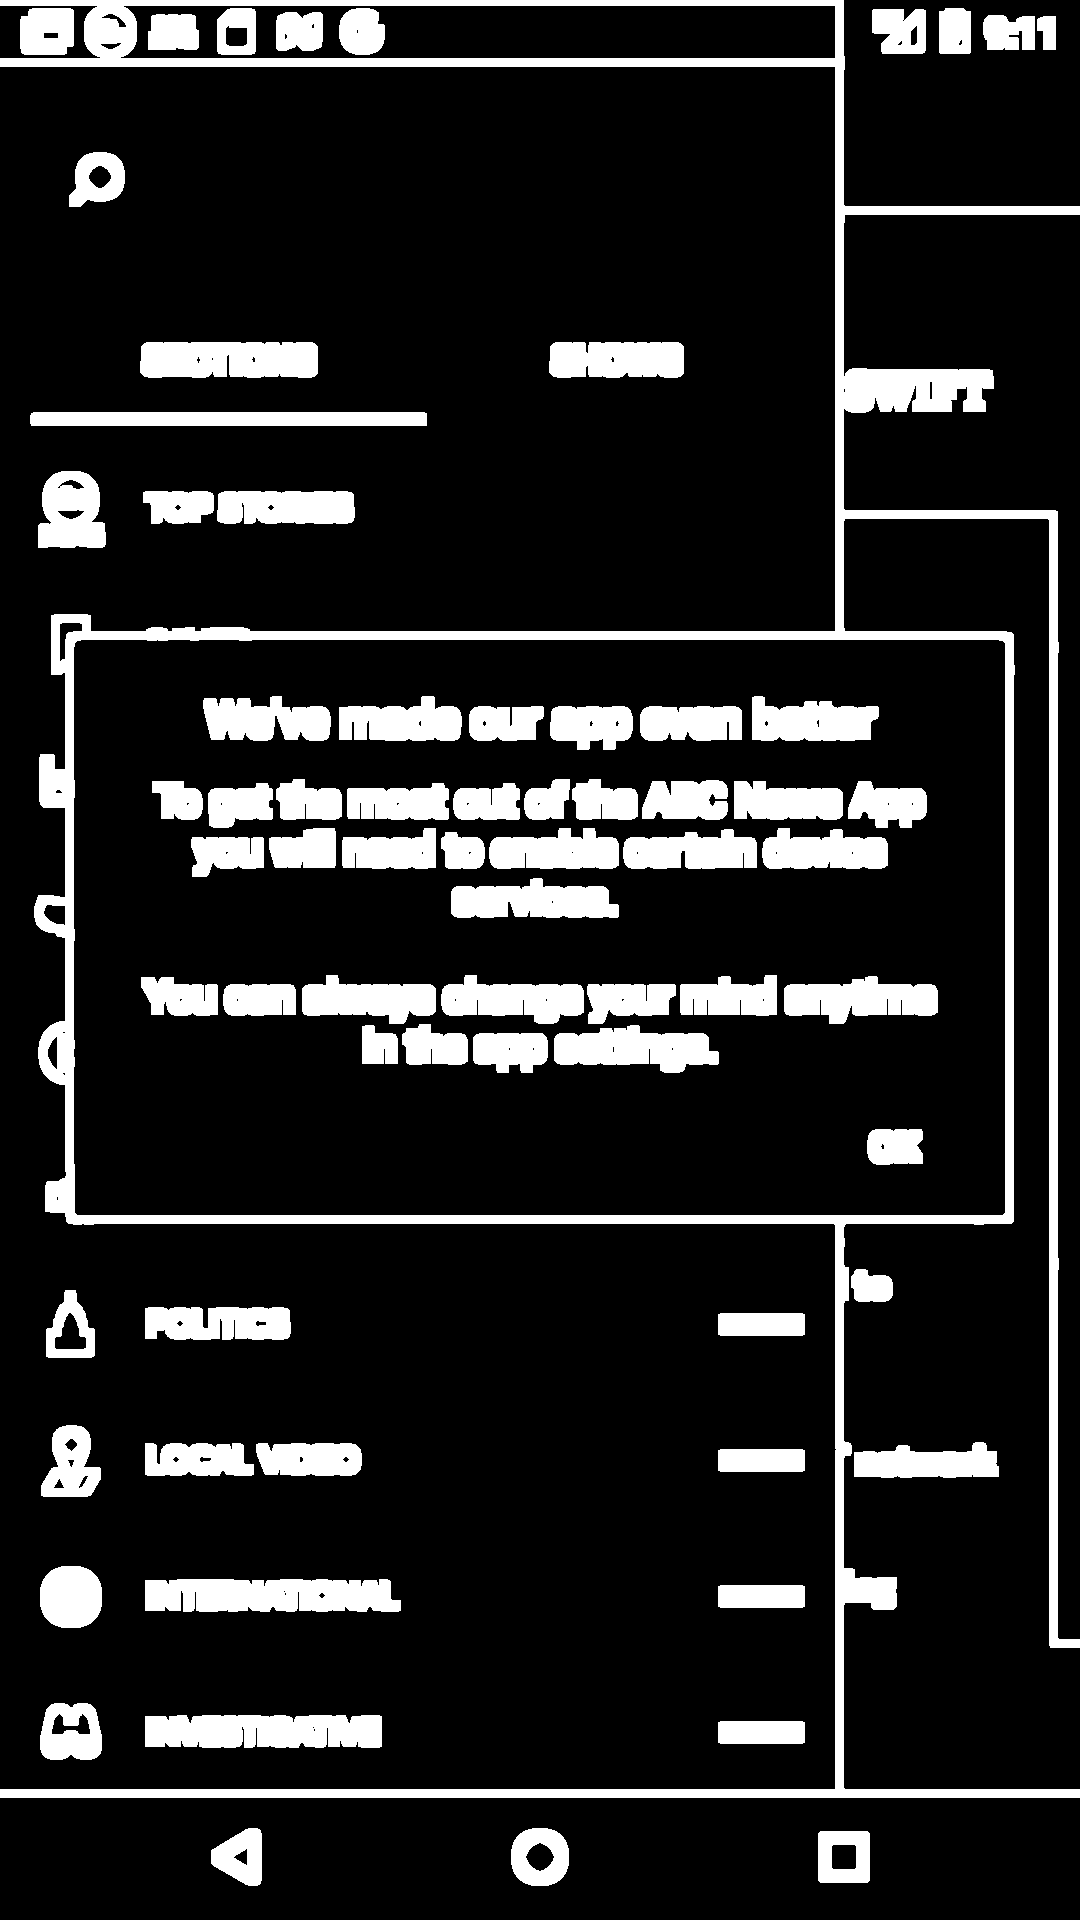 9:11
SECTIONS
SHOWS
SWIFT
TOP STORIES
We've made our app even better
To get the most out of the ABC News App
you will need to enable certain device
services.
You can always change your mind anytime
in the app settings.
OK
to
POLITICS
LOCAL VIDEO
network
INTERNATIONAL
INVESTIGATIVE